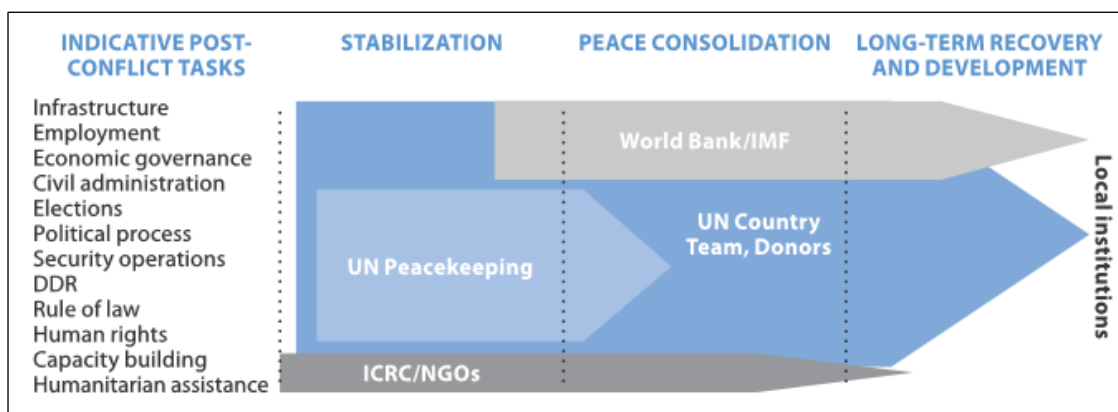 INDICATIVE POST-
CONFLICT TASKS
STABILIZATION
PEACE CONSOLIDATION
LONG-TERM RECOVERY
AND DEVELOPMENT
Infrastructure
Employment
Economic governance
Civil administration
Elections
Political process
Security operations
DDR
Rule of law
Human rights
Capacity building
Humanitarian assistance
World Bank/IMF
UN Country
Team, Donors
UN Peacekeeping
ICRC/NGOs
Local institutions